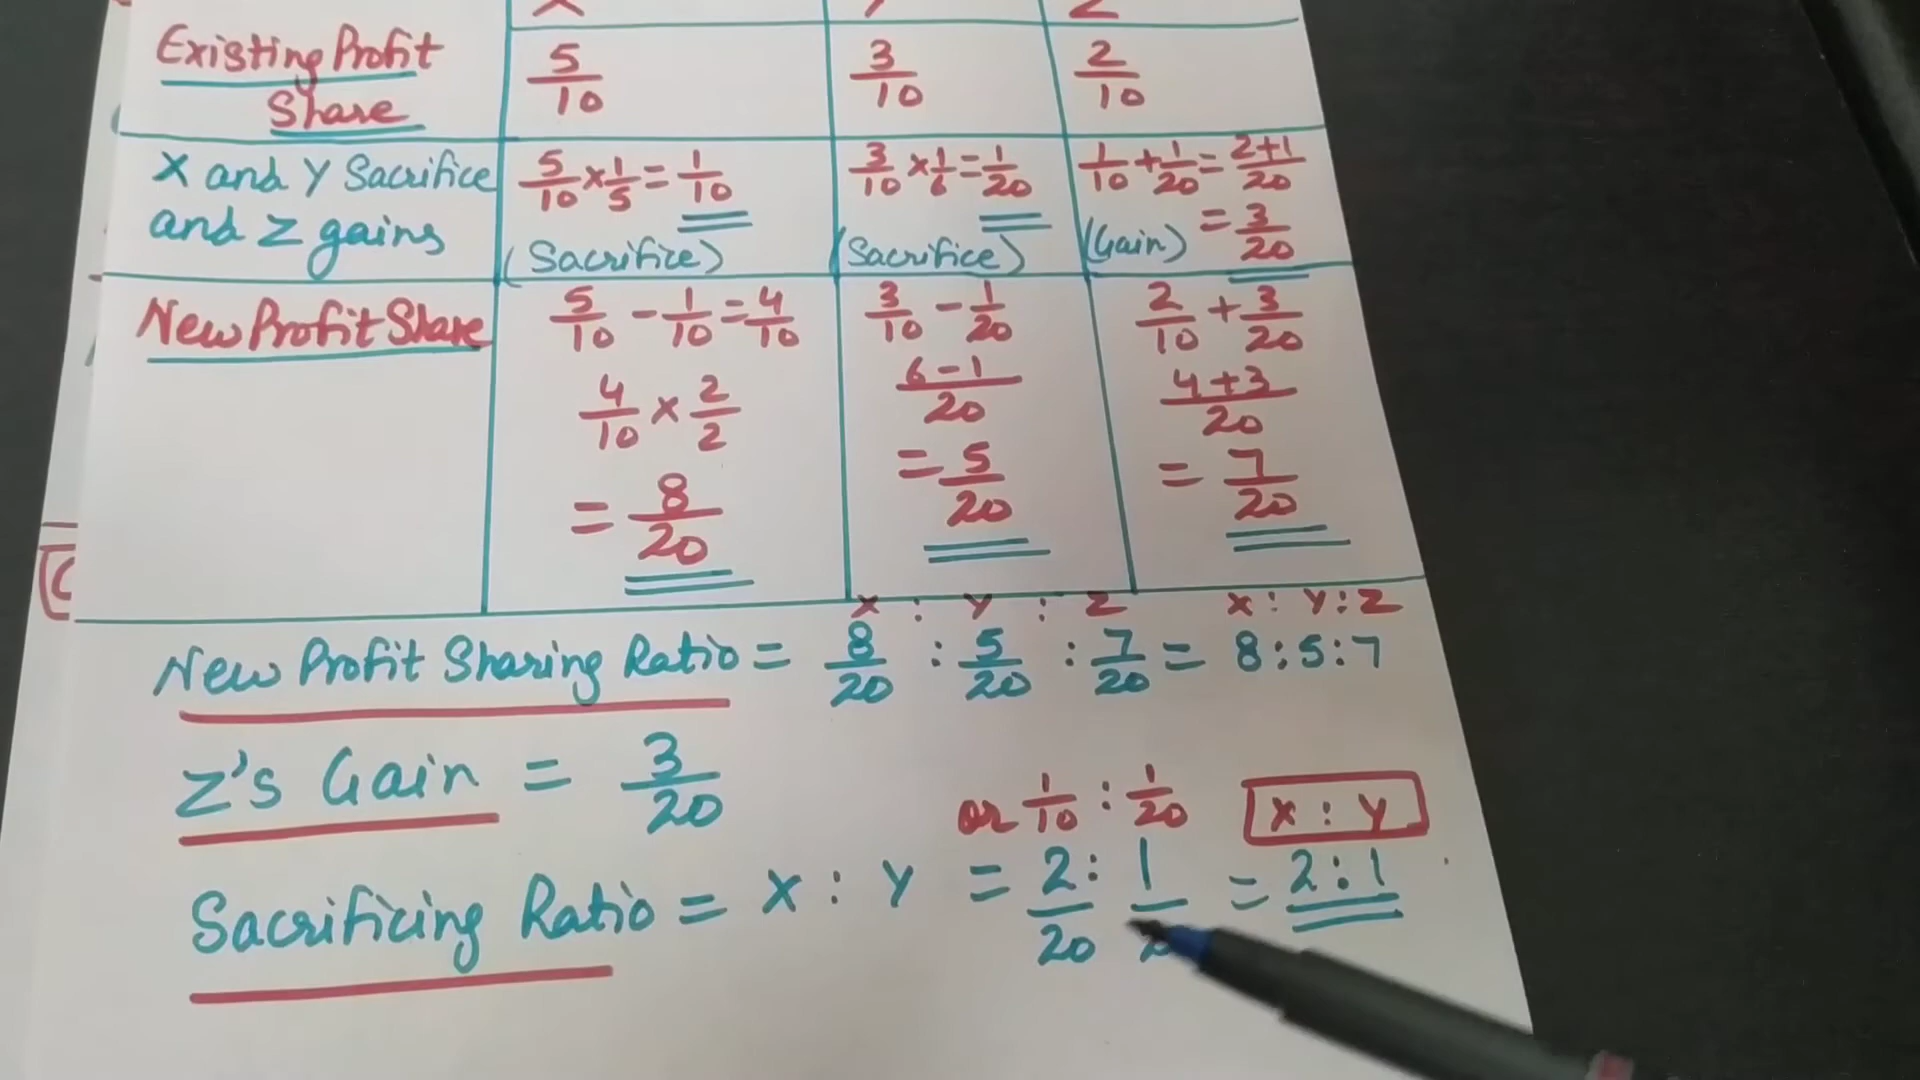 X Y Z
Existing Profit Share 5/10 3/10 2/10
X and Y Sacrifice and Z gains
5/10 × 1/5 = 1/10 (Sacrifice)
3/10 × 1/6 = 1/20 (Sacrifice)
1/10 + 1/20 = 2+1/20 = 3/20 (Gain)
New Profit Share
5/10 - 1/10 = 4/10
4/10 × 2/2
= 8/20
3/10 - 1/20
6-1/20
= 5/20
2/10 + 3/20
4+3/20
= 7/20
X : Y : Z X : Y : Z
New Profit Sharing Ratio = 8/20 : 5/20 : 7/20 = 8:5:7
Z's Gain = 3/20
or 1/10 : 1/20 X : Y
Sacrificing Ratio = X : Y = 2/20 : 1/20 = 2:1